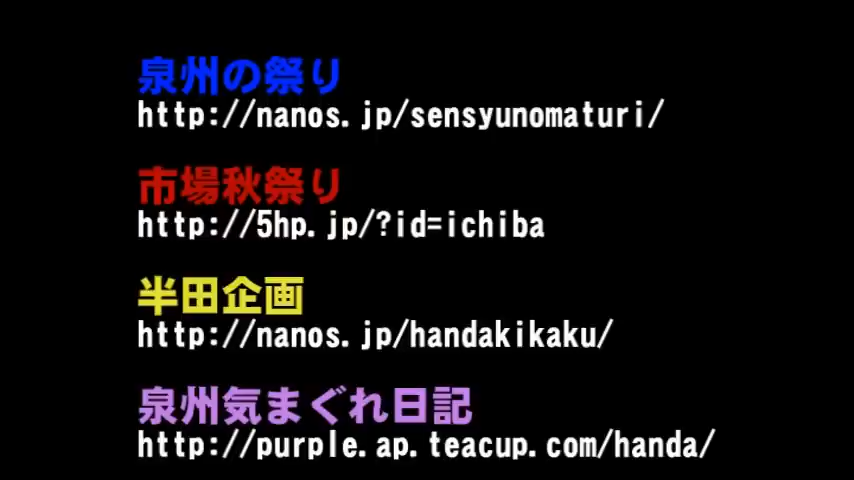 泉州の祭り
http://nanos.jp/sensyunomaturi/
市場秋祭り
http://5hp.jp/?id=ichiba
半田企画
http://nanos.jp/handakikaku/
泉州気まぐれ日記
http://purple.ap.teacup.com/handa/